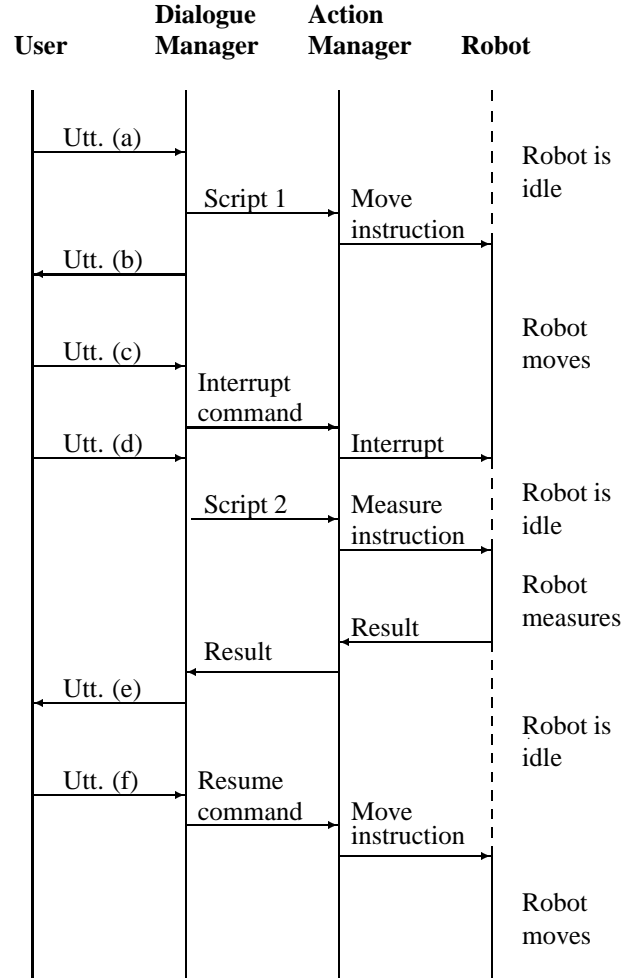 Dialogue Action
User Manager Manager Robot
Utt. (a)
Robot is
idle
Script 1
Move
instruction
Utt. (b)
Robot
moves
Utt. (c)
Interrupt
command
Utt. (d)
Interrupt
Robot is
idle
Script 2
Measure
instruction
Robot
measures
Result
Result
Utt. (e)
Robot is
idle
Utt. (f)
Resume
command
Move
instruction
Robot
moves